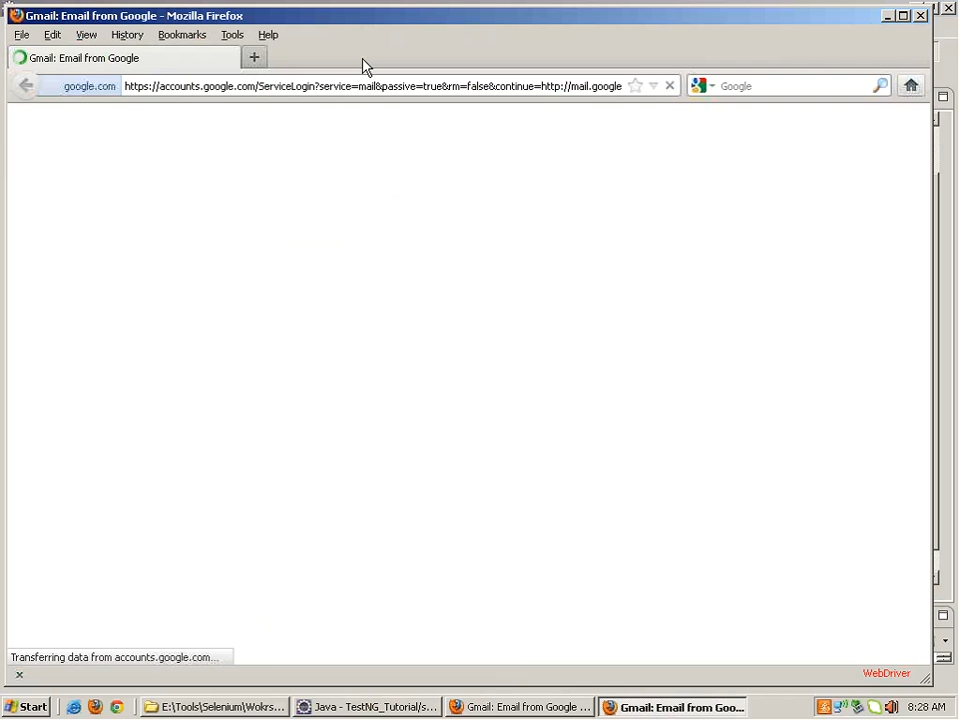 Gmail: Email from Google - Mozilla Firefox
File Edit View History Bookmarks Tools Help
Gmail: Email from Google
google.com https://accounts.google.com/ServiceLogin?service=mail&passive=true&rm=false&continue=http://mail.google Google
Transferring data from accounts.google.com...
WebDriver
Start E:\Tools\Selenium\Wokrs... Java - TestNG_Tutorial/s... Gmail: Email from Google ... Gmail: Email from Goo... 8:28 AM